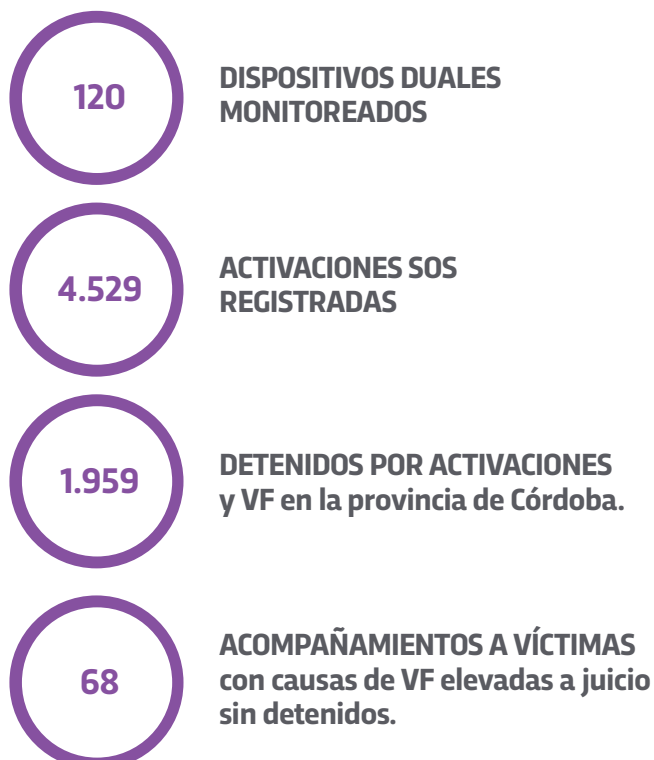 120
DISPOSITIVOS DUALES
MONITOREADOS
4.529
ACTIVACIONES SOS
REGISTRADAS
1.959
DETENIDOS POR ACTIVACIONES
y VF en la provincia de Córdoba.
68
ACOMPAÑAMIENTOS A VÍCTIMAS
con causas de VF elevadas a juicio
sin detenidos.